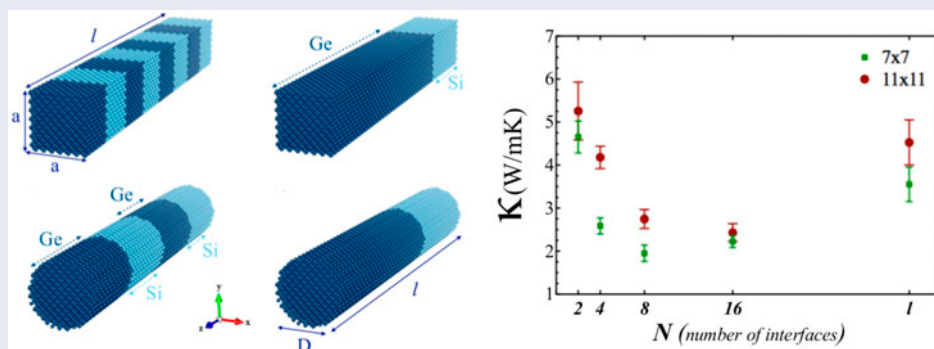 l
Ge
Si
a
a
Ge
Ge
Si
Si
y
x
z
l
D
7
6
5
4
3
2
1
K(W/mK)
7x7
11x11
2 4 8 16 l
N (number of interfaces)